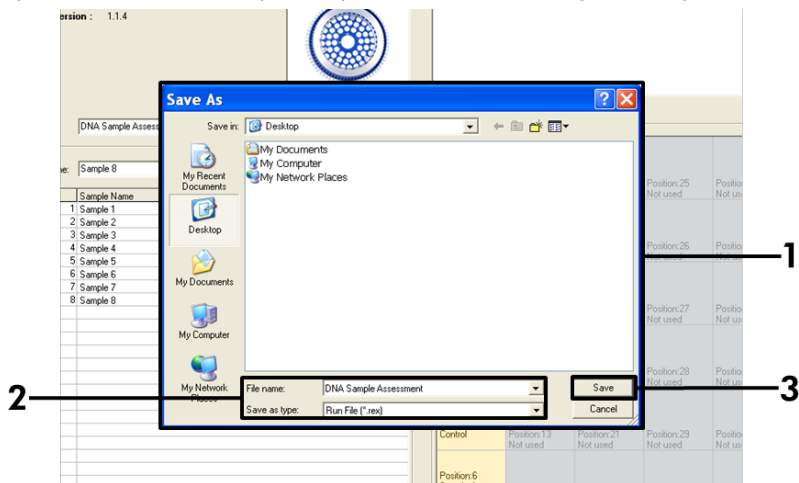 ersion : 1.1.4
Save As
DNA Sample Assess
Save in:
Desktop
My Documents
My Computer
My Network Places
My Recent
Documents
Desktop
My Documents
My Computer
My Network
Places
Sample 8
Sample Name
1 Sample 1
2 Sample 2
3 Sample 3
4 Sample 4
5 Sample 5
6 Sample 6
7 Sample 7
8 Sample 8
File name:
DNA Sample Assessment
Save
Save as type:
Run File (*.rex)
Cancel
Position:25
Not used
Position:26
Not used
Position:27
Not used
Position:28
Not used
Control
Position:13
Not used
Position:21
Not used
Position:29
Not used
Position:6
1
2
3